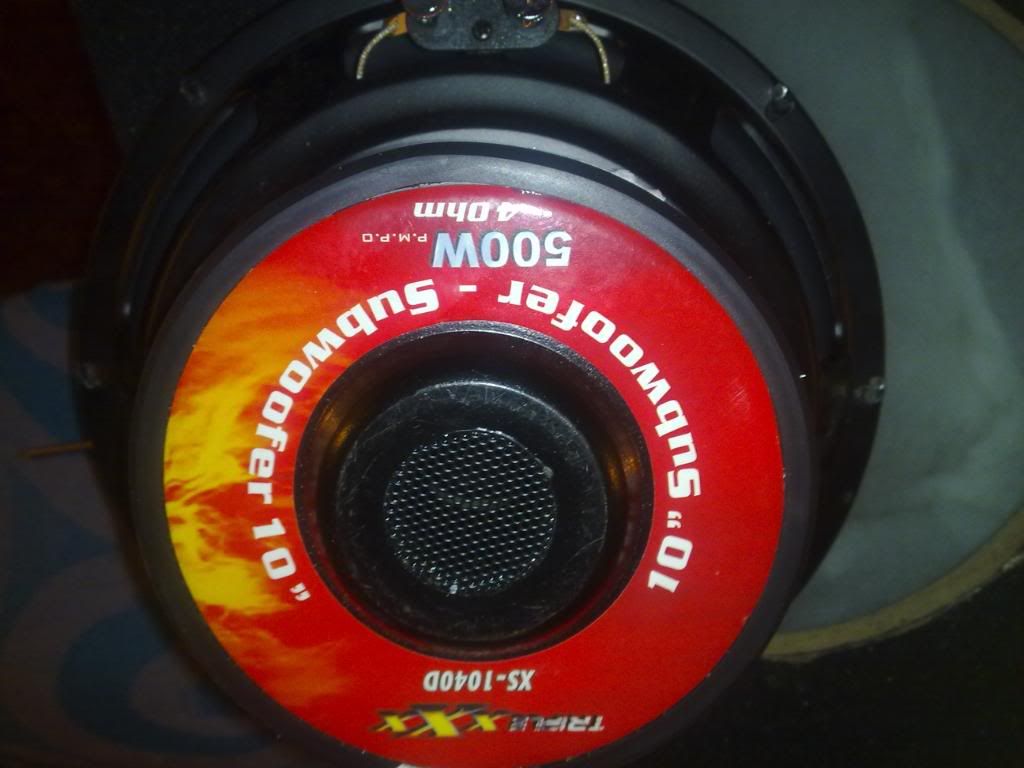 TRIPLE XXX
XS-1040D
10" Subwoofer - Subwoofer 10"
500W P.M.P.O
4 Ohm